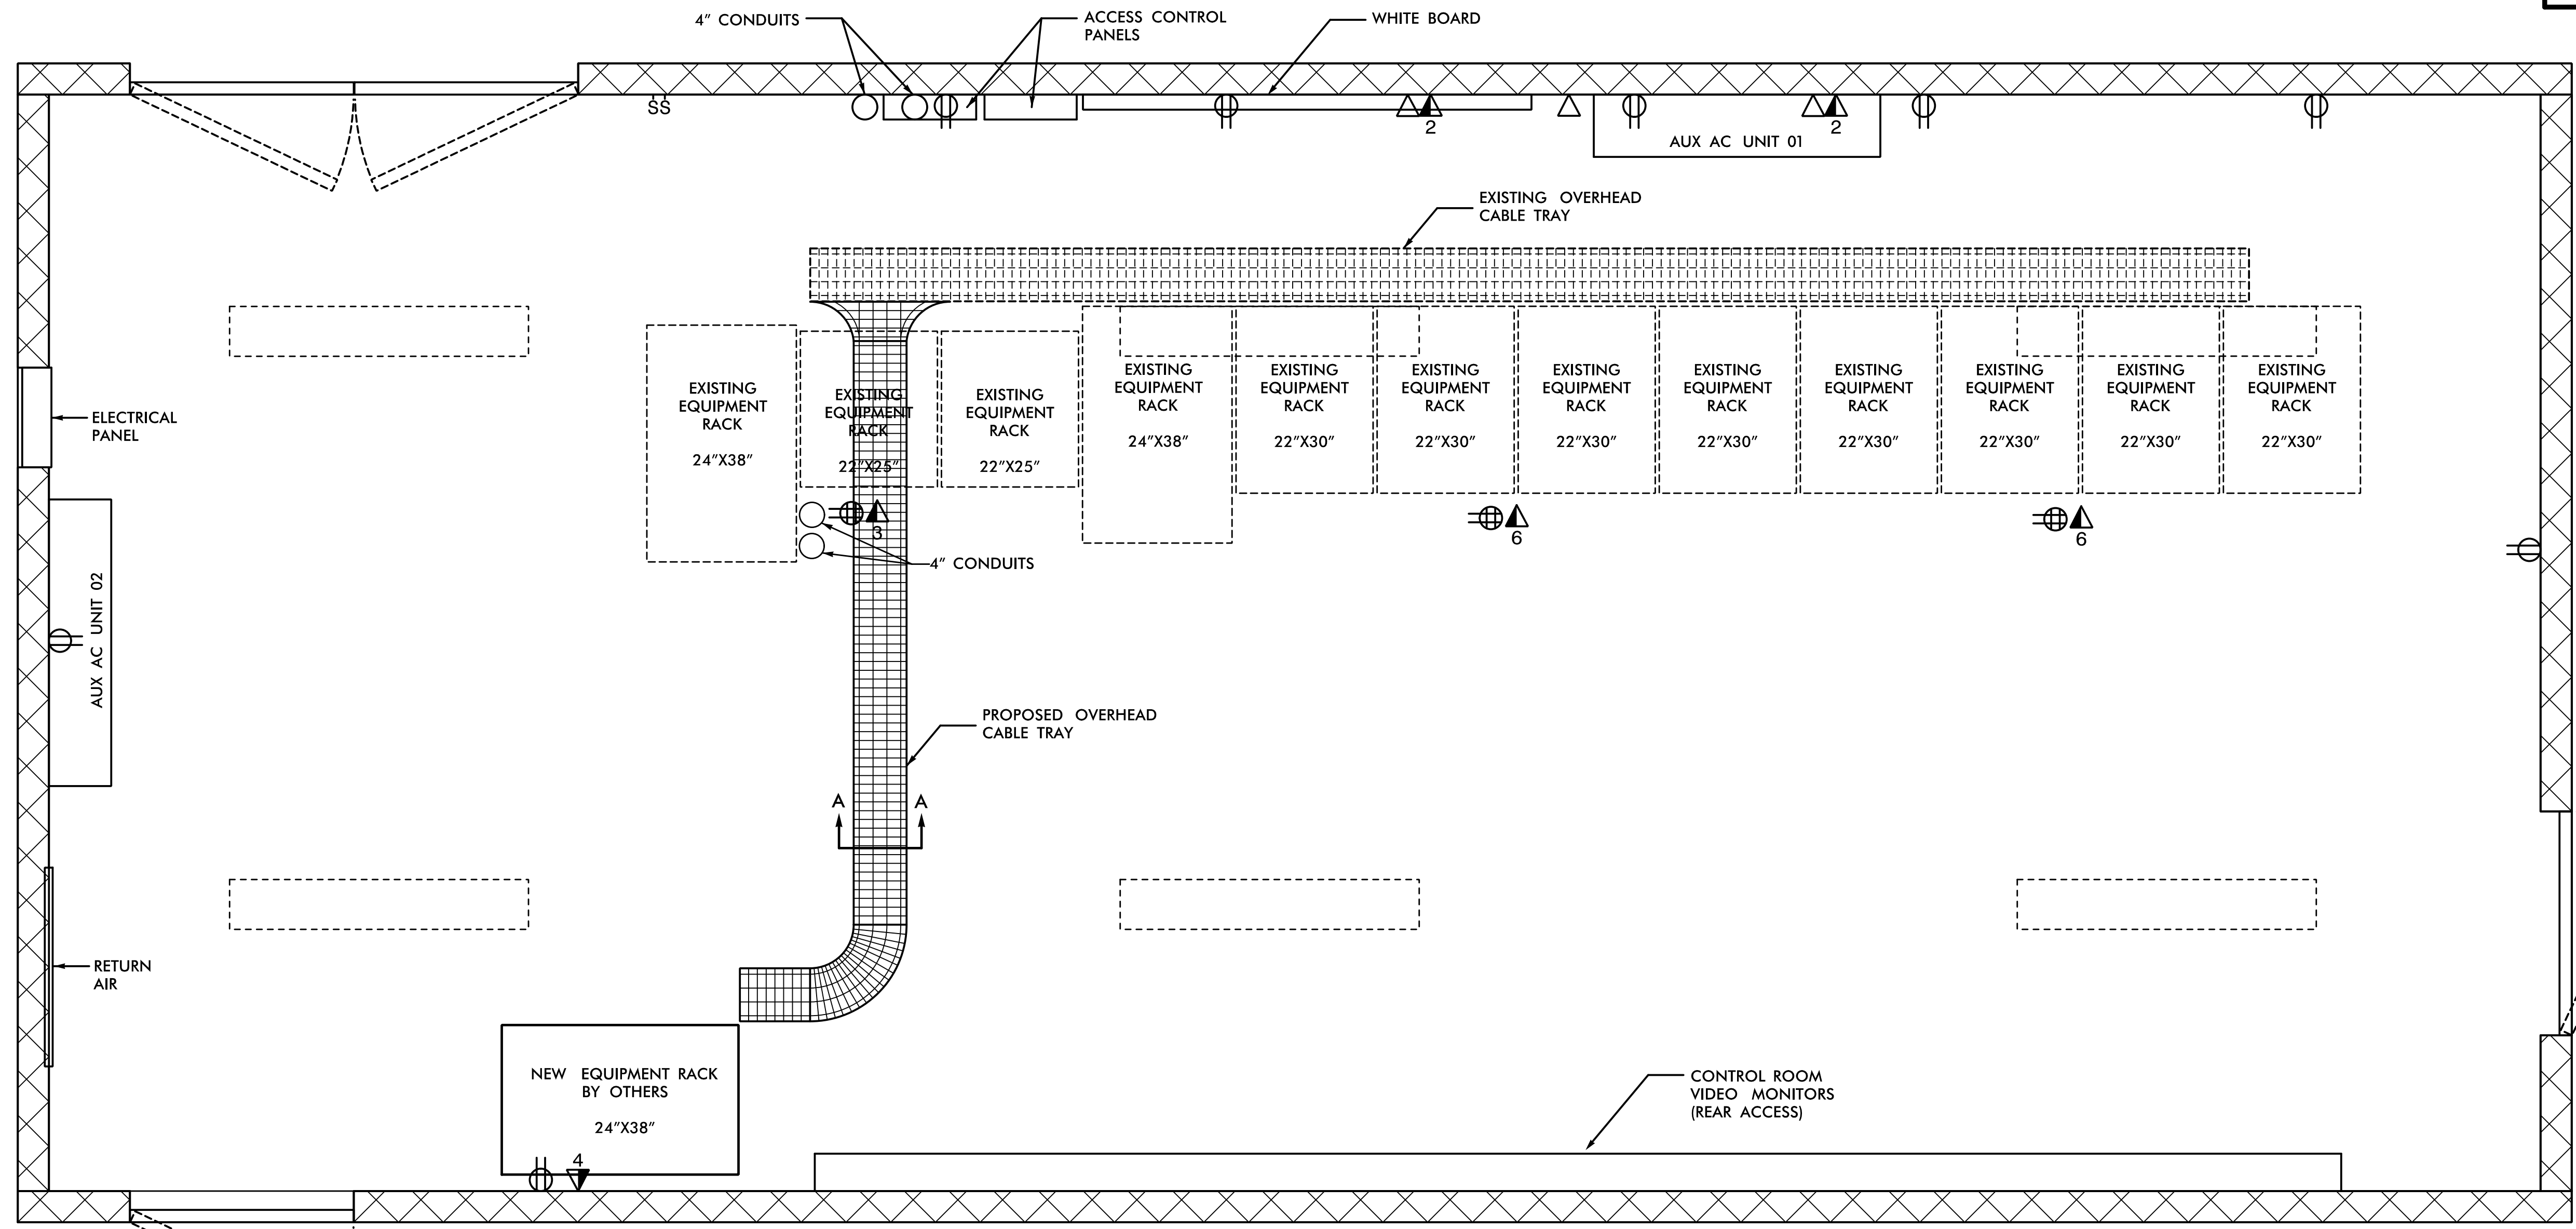 4" CONDUITS
ACCESS CONTROL
PANELS
WHITE BOARD
SS
2
2
AUX AC UNIT 01
EXISTING OVERHEAD
CABLE TRAY
ELECTRICAL
PANEL
EXISTING
EQUIPMENT
RACK
24"X38"
EXISTING
EQUIPMENT
RACK
22"X25"
EXISTING
EQUIPMENT
RACK
22"X25"
EXISTING
EQUIPMENT
RACK
24"X38"
EXISTING
EQUIPMENT
RACK
22"X30"
EXISTING
EQUIPMENT
RACK
22"X30"
EXISTING
EQUIPMENT
RACK
22"X30"
EXISTING
EQUIPMENT
RACK
22"X30"
EXISTING
EQUIPMENT
RACK
22"X30"
EXISTING
EQUIPMENT
RACK
22"X30"
EXISTING
EQUIPMENT
RACK
22"X30"
EXISTING
EQUIPMENT
RACK
22"X30"
3
6
6
4" CONDUITS
AUX AC UNIT 02
PROPOSED OVERHEAD
CABLE TRAY
A
A
RETURN
AIR
NEW EQUIPMENT RACK
BY OTHERS
24"X38"
4
CONTROL ROOM
VIDEO MONITORS
(REAR ACCESS)